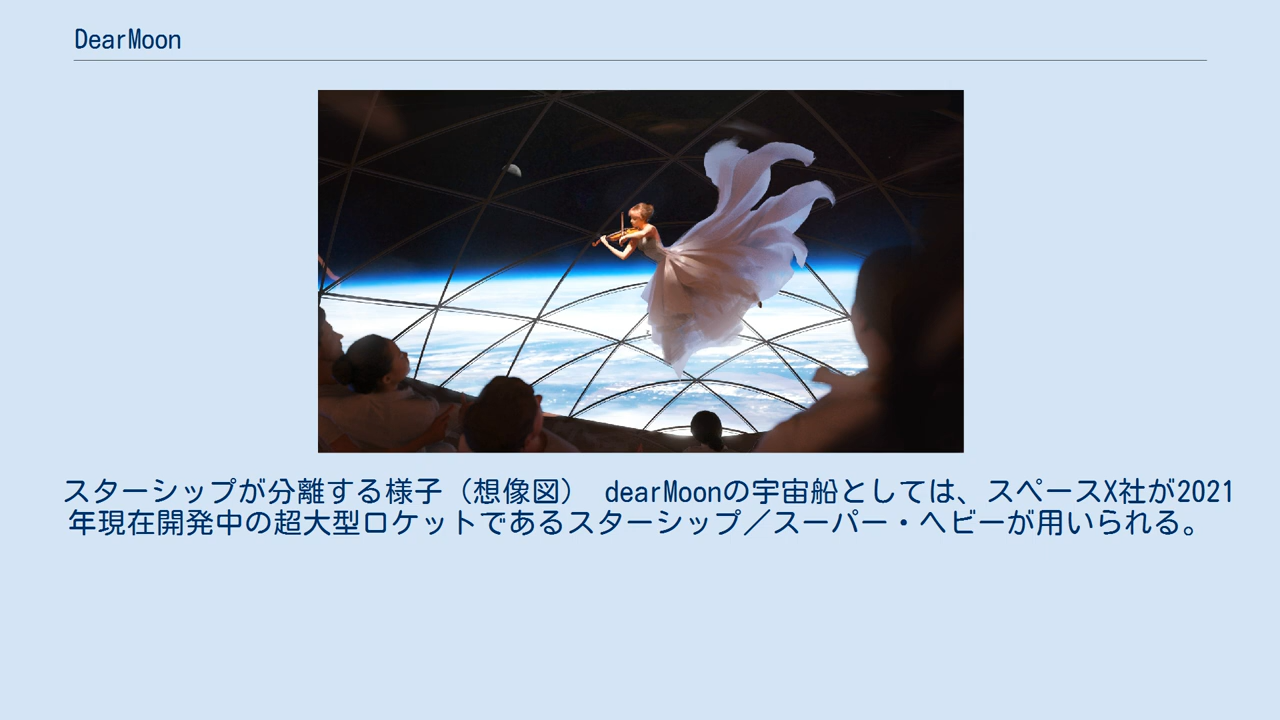 DearMoon
スターシップが分離する様子（想像図） dearMoonの宇宙船としては、スペースX社が2021
年現在開発中の超大型ロケットであるスターシップ／スーパー・ヘビーが用いられる。